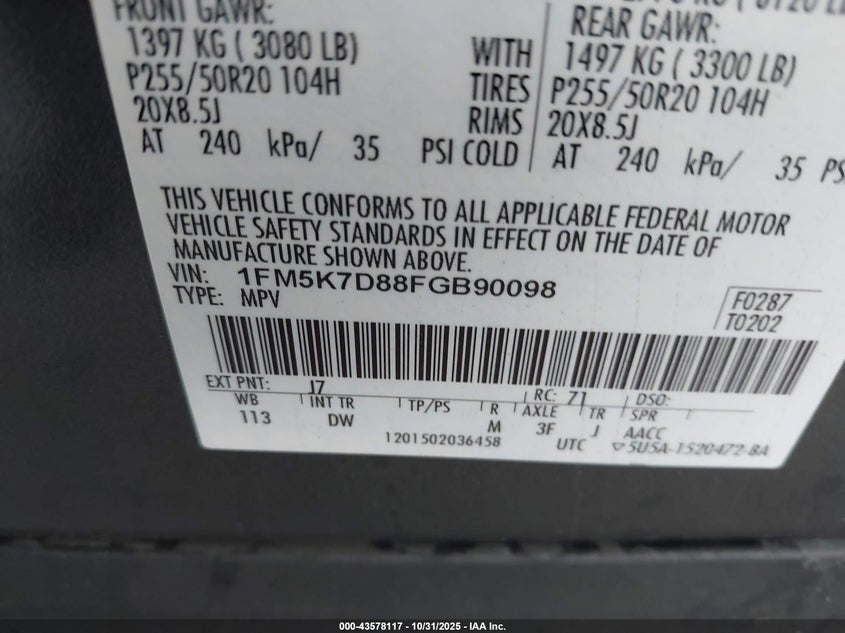 FRONT GAWR:
1397 KG ( 3080 LB)
P255/50R20 104H
20X8.5J
AT 240 kPa/ 35 PSI COLD
WITH
TIRES
RIMS
REAR GAWR:
1497 KG ( 3300 LB)
P255/50R20 104H
20X8.5J
AT 240 kPa/ 35 PS
THIS VEHICLE CONFORMS TO ALL APPLICABLE FEDERAL MOTOR
VEHICLE SAFETY STANDARDS IN EFFECT ON THE DATE OF
MANUFACTURE SHOWN ABOVE.
VIN: 1FM5K7D88FGB90098
TYPE: MPV
F0287
T0202
EXT PNT: J7 RC: 71 DSO:
WB INT TR TP/PS R AXLE TR SPR
113 DW M 3F J AACC
1201502036458 UTC 5U5A-1520472-BA
000-43578117 - 10/31/2025 - IAA Inc.